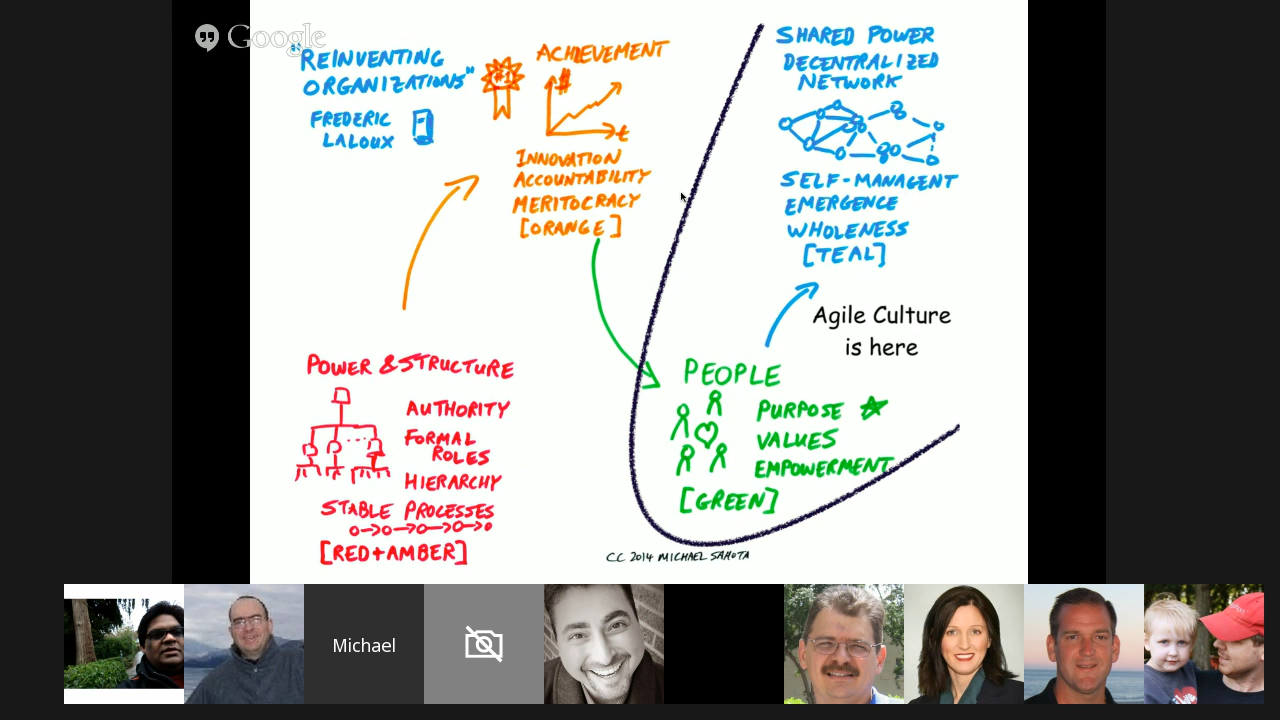 Google
"REINVENTING
ORGANIZATIONS"
FREDERIC
LALOUX
#1
ACHIEVEMENT
$
t
INNOVATION
ACCOUNTABILITY
MERITOCRACY
[ORANGE]
SHARED POWER
DECENTRALIZED
NETWORK
SELF-MANAGENT
EMERGENCE
WHOLENESS
[TEAL]
Agile Culture
is here
POWER & STRUCTURE
AUTHORITY
FORMAL
ROLES
HIERARCHY
STABLE PROCESSES
[RED+AMBER]
PEOPLE
PURPOSE
VALUES
EMPOWERMENT
[GREEN]
CC 2014 MICHAEL SAHOTA
Michael